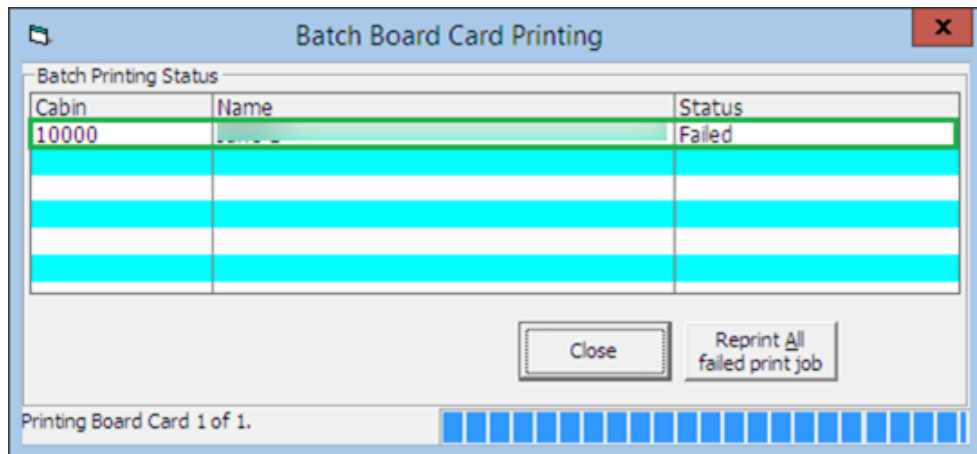 Batch Board Card Printing
Batch Printing Status
Cabin Name Status
10000 Failed
Close
Reprint All
failed print job
Printing Board Card 1 of 1.